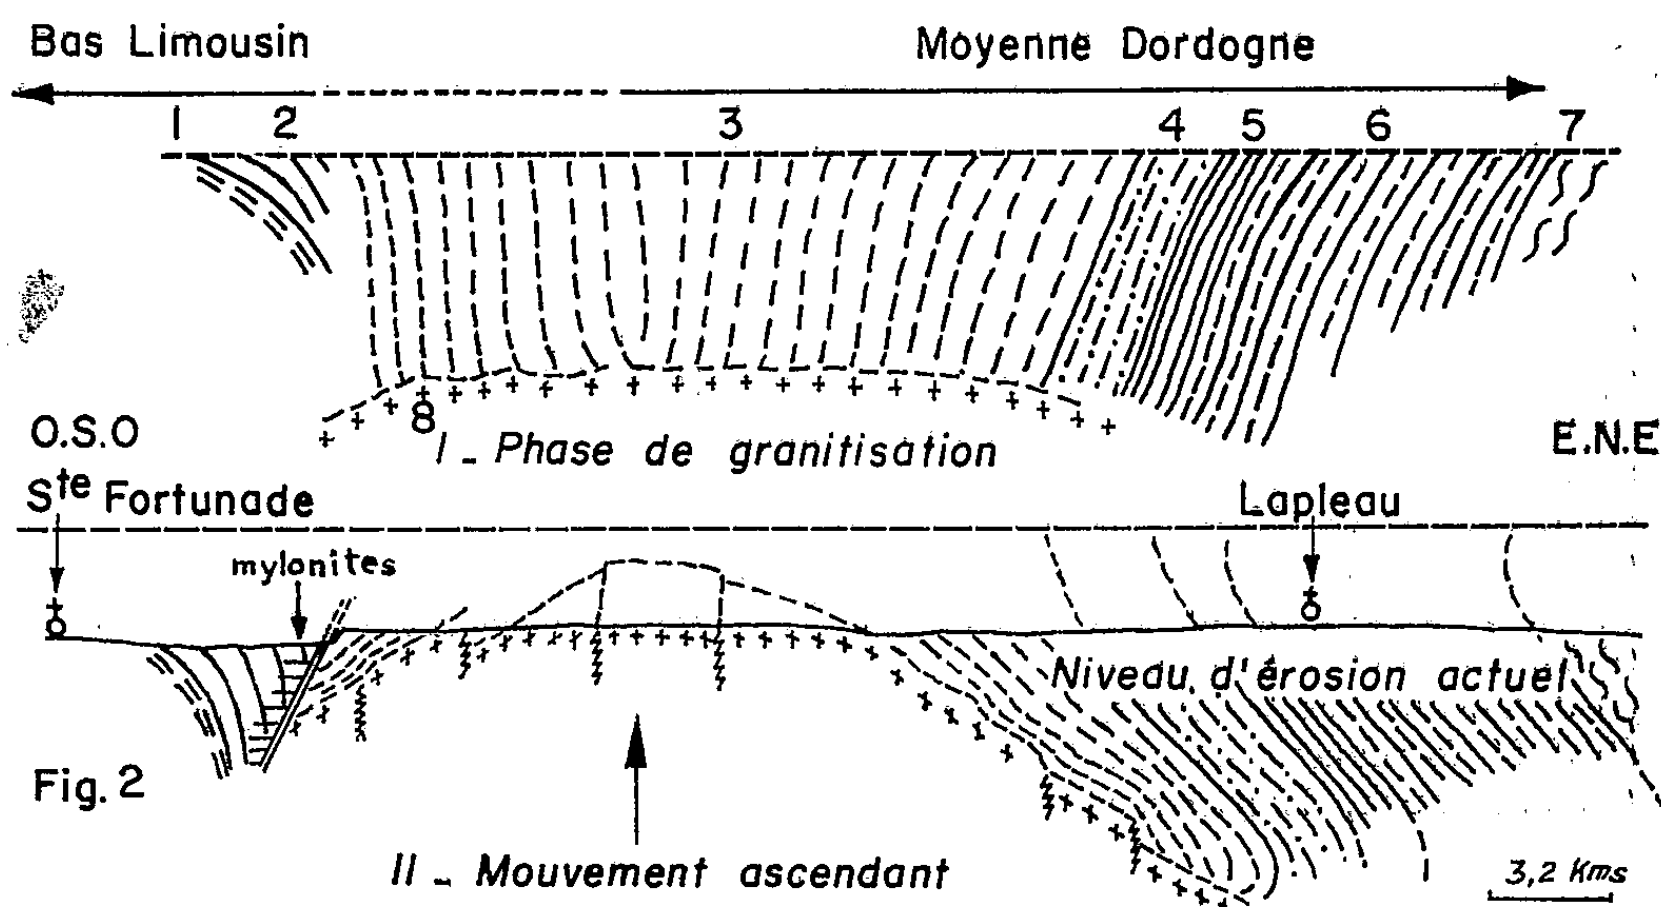 Bas Limousin Moyenne Dordogne
1 2 3 4 5 6 7
8
I _ Phase de granitisation
O.S.O E.N.E
Ste Fortunade Lapleau
mylonites
Niveau d'érosion actuel
Fig. 2
II _ Mouvement ascendant
3,2 Kms